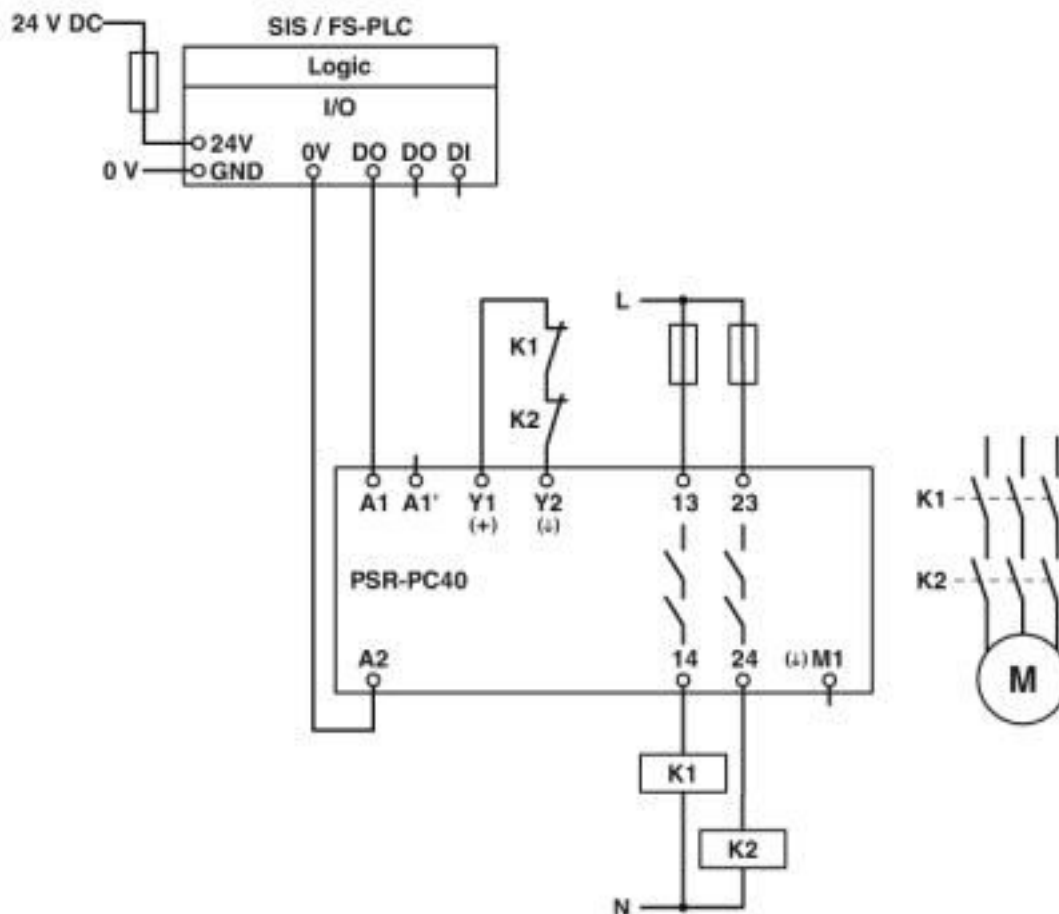 24 V DC
SIS / FS-PLC
Logic
I/O
24V
0V DO DO DI
0 V GND
L
K1
K2
A1 A1' Y1 Y2 13 23
(+) (↓)
K1
PSR-PC40
K2
A2 14 24 (↓) M1
M
K1
K2
N